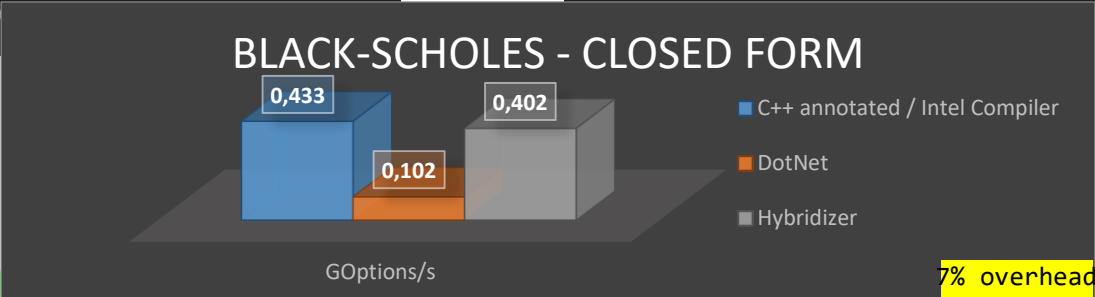 BLACK-SCHOLES - CLOSED FORM
0,433
0,102
0,402
C++ annotated / Intel Compiler
DotNet
Hybridizer
GOptions/s
7% overhead